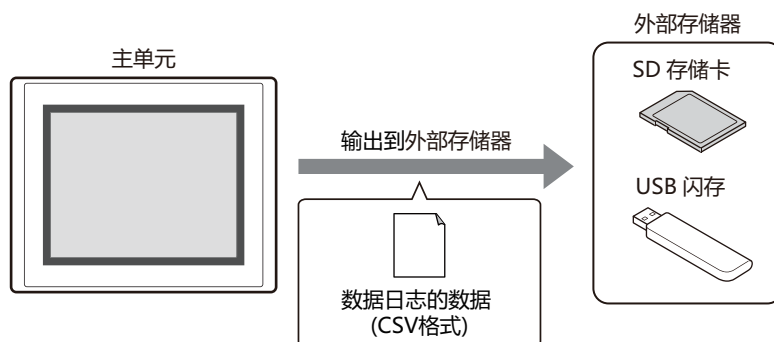 外部存储器
主单元
SD 存储卡
输出到外部存储器
USB 闪存
数据日志的数据
(CSV格式)